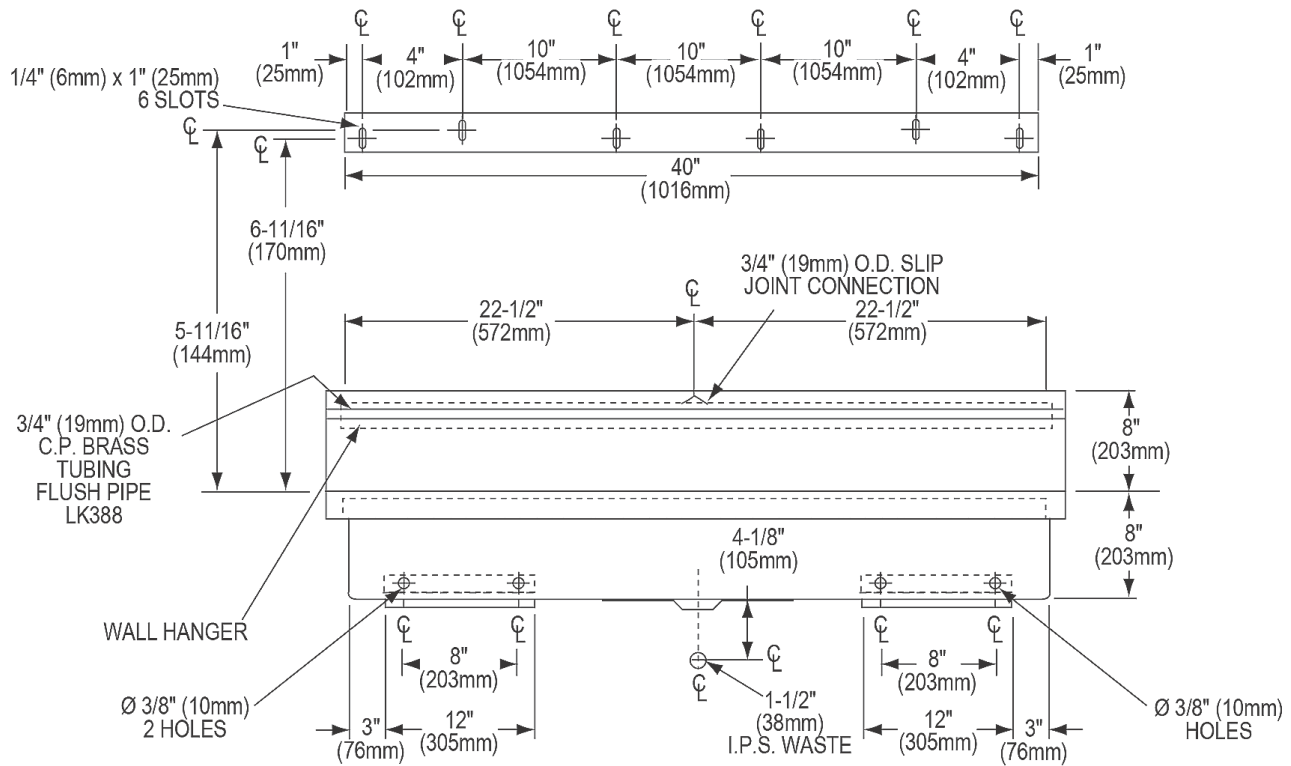 ℄ ℄ ℄ ℄ ℄ ℄
1" 4" 10" 10" 10" 4" 1"
(25mm) (102mm) (1054mm) (1054mm) (1054mm) (102mm) (25mm)
1/4" (6mm) x 1" (25mm)
6 SLOTS
℄
℄
40"
(1016mm)
6-11/16"
(170mm)
3/4" (19mm) O.D. SLIP
JOINT CONNECTION
℄
22-1/2" 22-1/2"
(572mm) (572mm)
5-11/16"
(144mm)
3/4" (19mm) O.D.
C.P. BRASS
TUBING
FLUSH PIPE
LK388
8"
(203mm)
4-1/8"
(105mm)
8"
(203mm)
WALL HANGER
℄ ℄ ℄ ℄
℄
8"
(203mm)
℄
8"
(203mm)
Ø 3/8" (10mm)
2 HOLES
3"
(76mm)
12"
(305mm)
1-1/2"
(38mm)
I.P.S. WASTE
12"
(305mm)
3"
(76mm)
Ø 3/8" (10mm)
HOLES